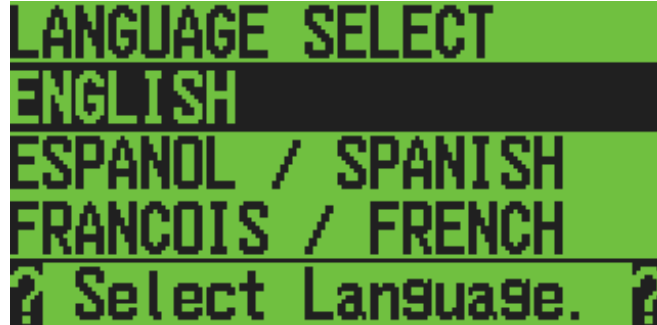 LANGUAGE SELECT
ENGLISH
ESPANOL / SPANISH
FRANCOIS / FRENCH
? Select Language. ?